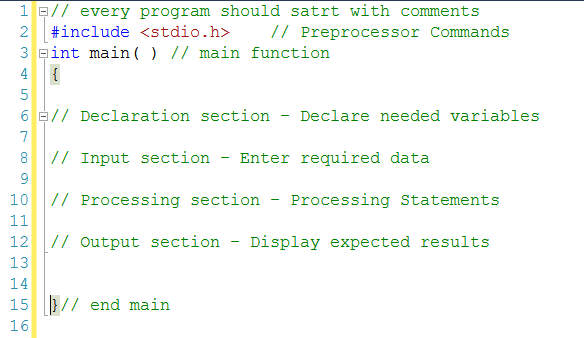 1 // every program should satrt with comments
2 #include <stdio.h>    // Preprocessor Commands
3 int main( ) // main function
4 {
5
6 // Declaration section - Declare needed variables
7
8 // Input section - Enter required data
9
10 // Processing section - Processing Statements
11
12 // Output section - Display expected results
13
14
15 }// end main
16